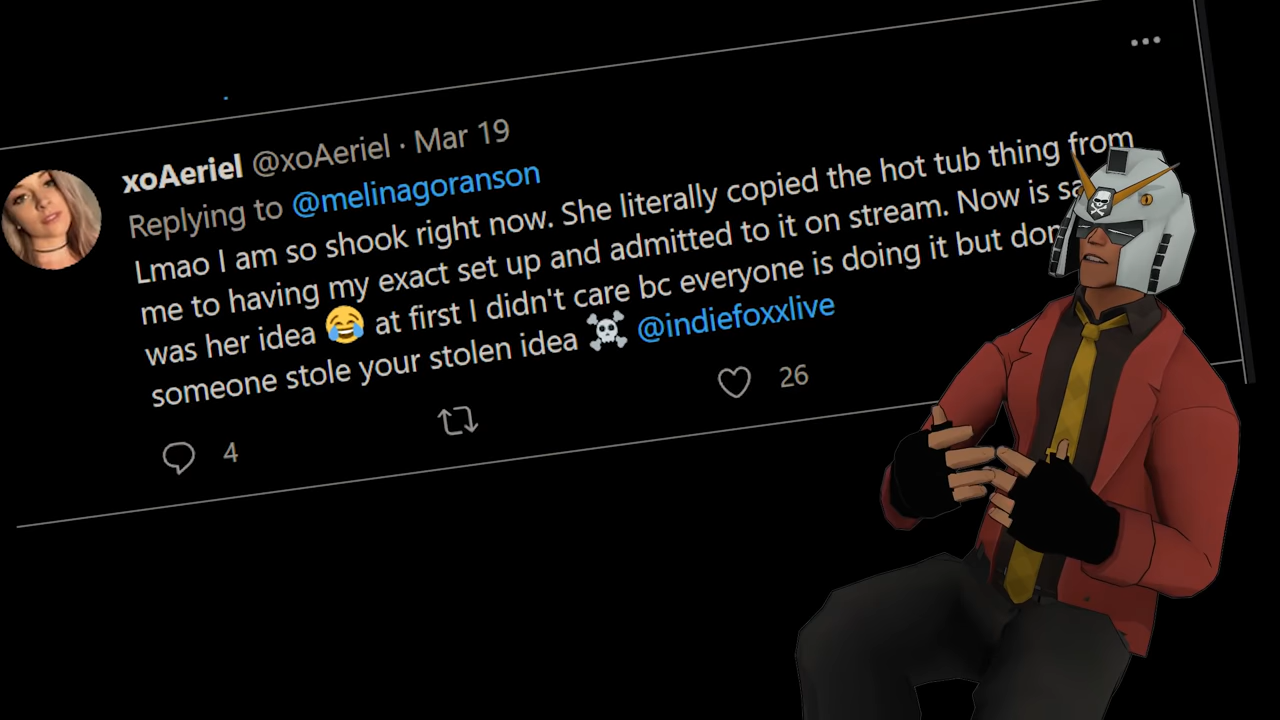 xoAeriel @xoAeriel · Mar 19
Replying to @melinagoranson
Lmao I am so shook right now. She literally copied the hot tub thing from
me to having my exact set up and admitted to it on stream. Now is
was her idea 😂 at first I didn't care bc everyone is doing it but
someone stole your stolen idea ☠️ @indiefoxxlive
4 26